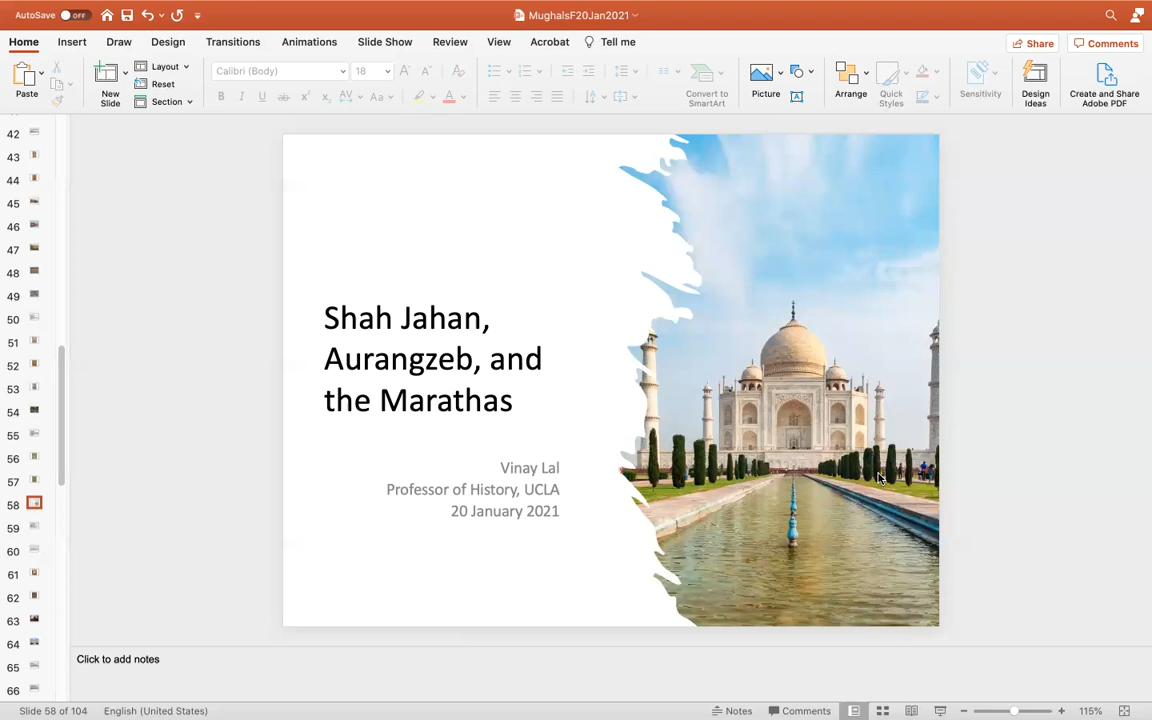 AutoSave OFF
MughalsF20Jan2021
Home Insert Draw Design Transitions Animations Slide Show Review View Acrobat Tell me
Share Comments
Paste
New Slide
Layout
Reset
Section
Calibri (Body) 18
Convert to SmartArt
Picture
Arrange
Quick Styles
Sensitivity
Design Ideas
Create and Share Adobe PDF
42
43
44
45
46
47
48
49
50
51
52
53
54
55
56
57
58
59
60
61
62
63
64
65
66
Shah Jahan,
Aurangzeb, and
the Marathas
Vinay Lal
Professor of History, UCLA
20 January 2021
Click to add notes
Slide 58 of 104 English (United States) Notes Comments 115%